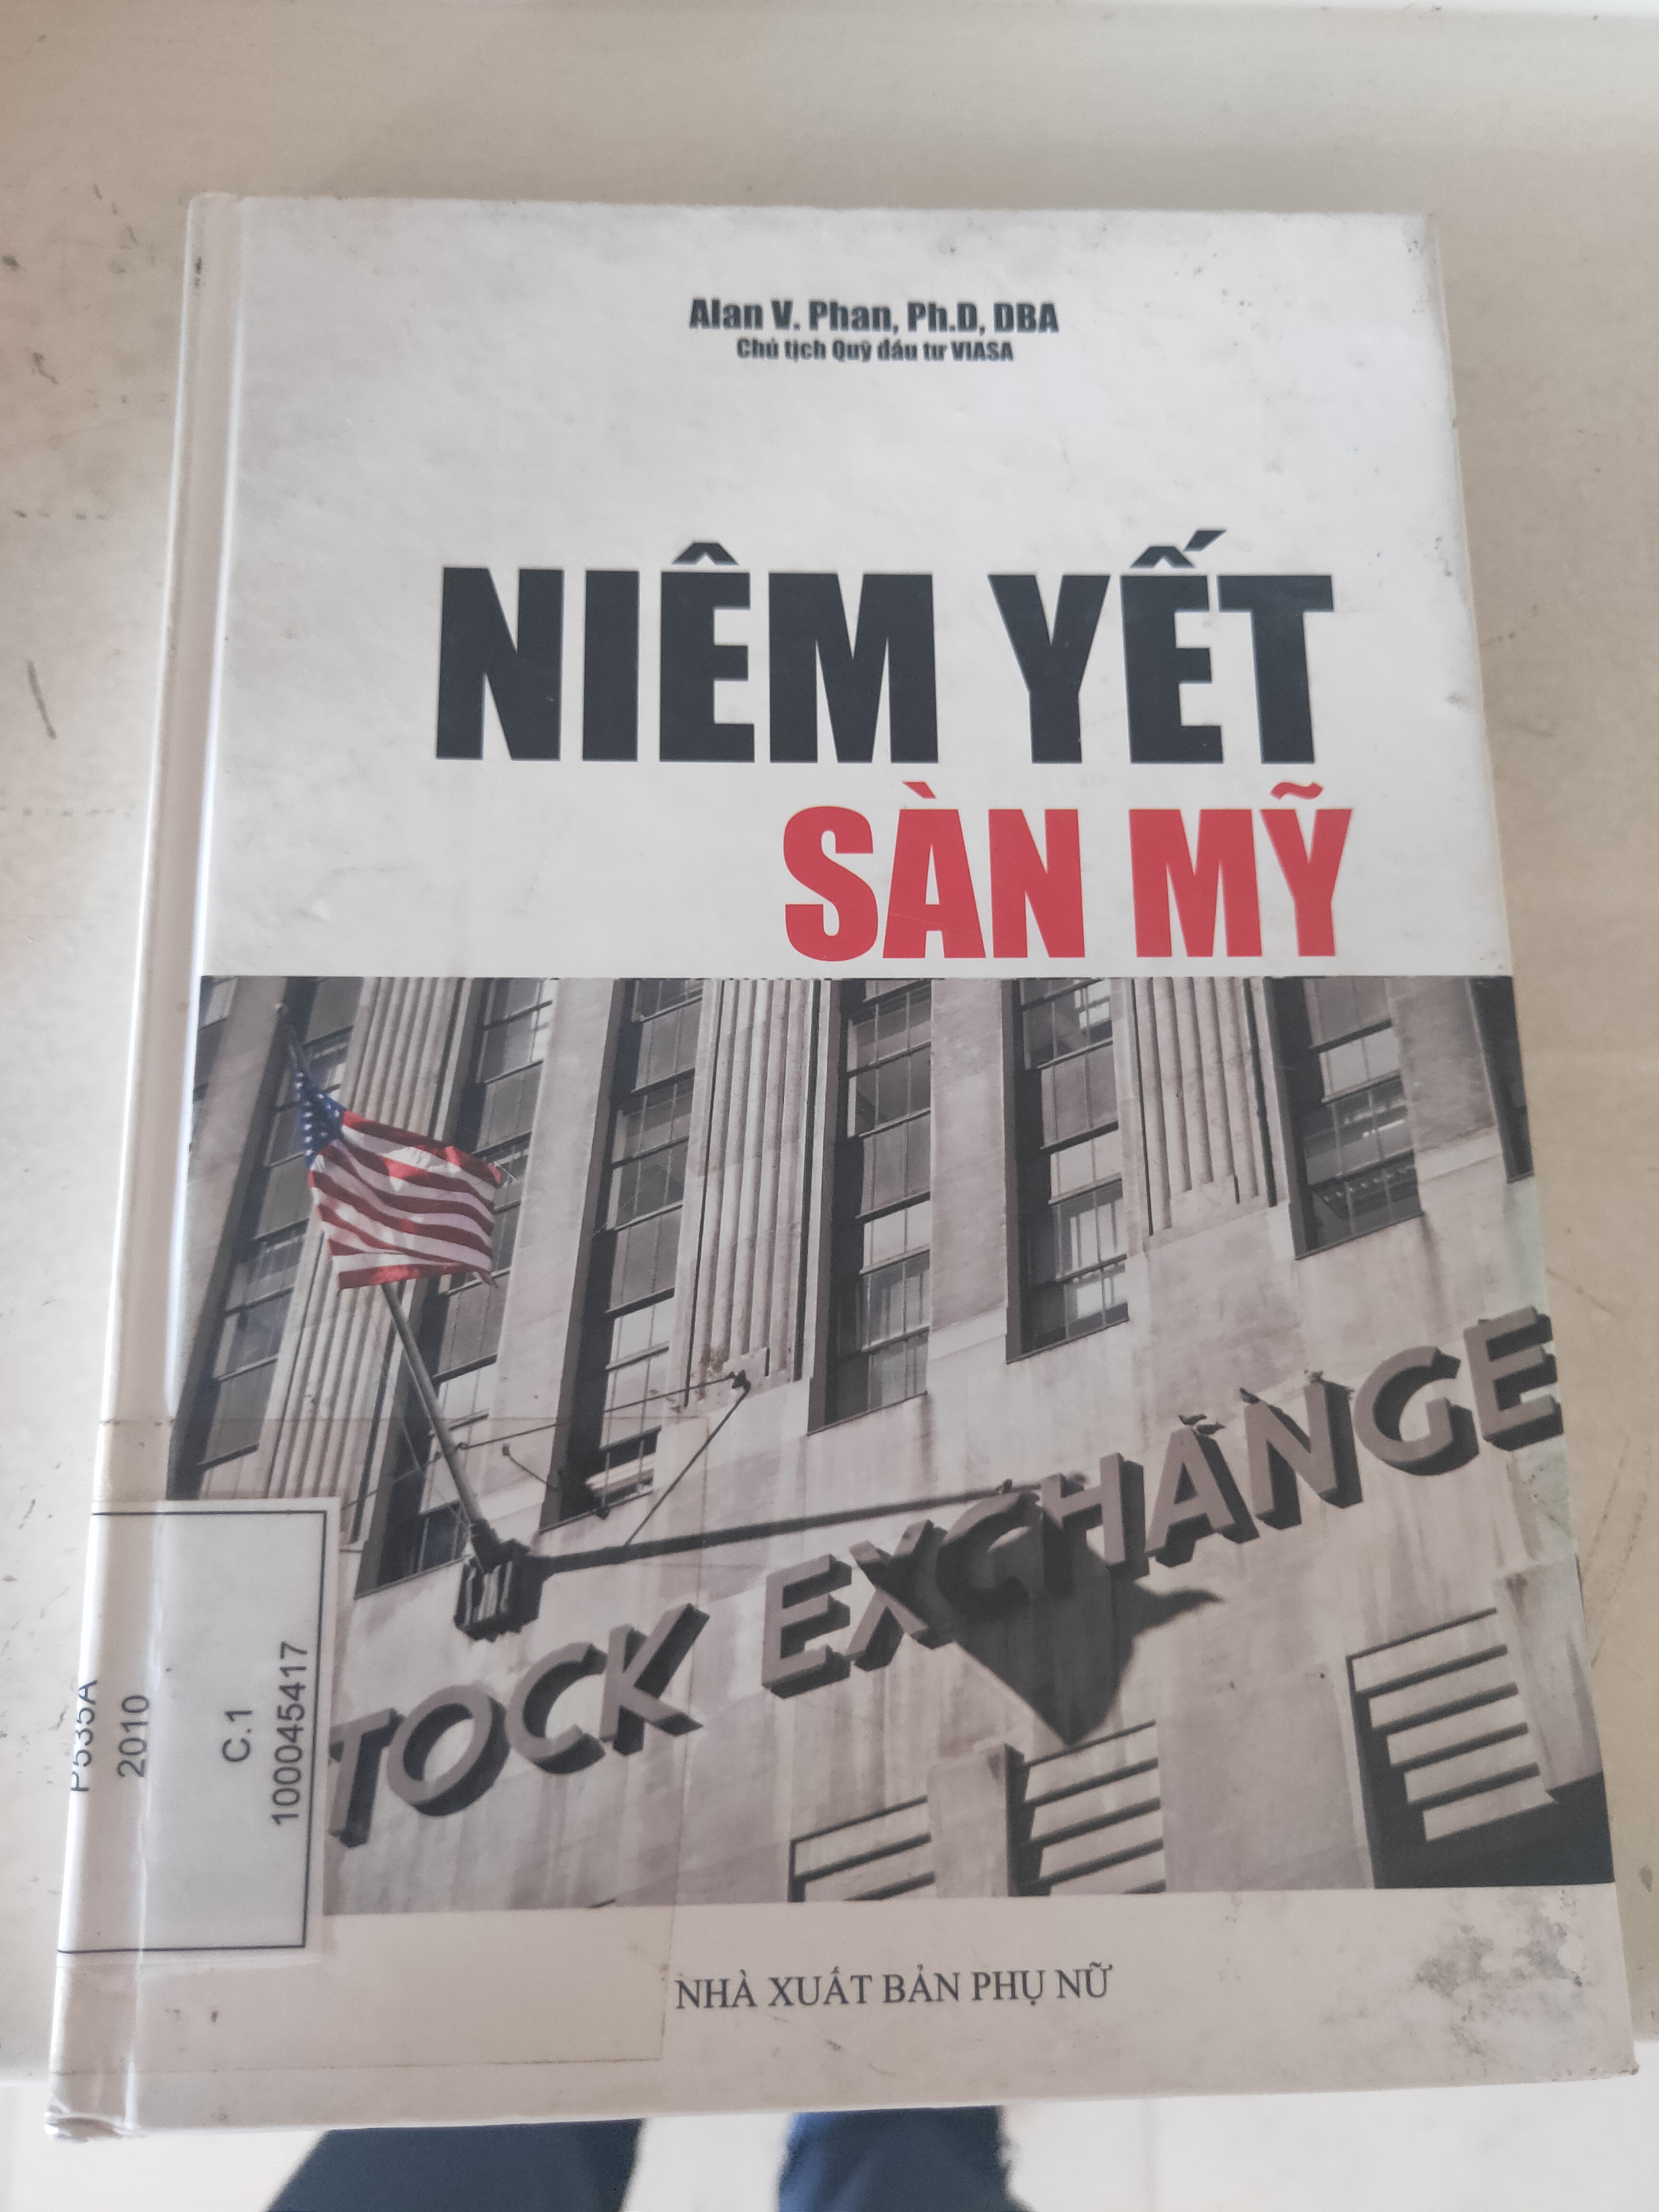 Alan V. Phan, Ph.D, DBA
Chủ tịch Quỹ đầu tư VIASA
NIÊM YẾT
SÀN MỸ
TOCK EXCHANGE
P535A
2010
C.1
100045417
NHÀ XUẤT BẢN PHỤ NỮ